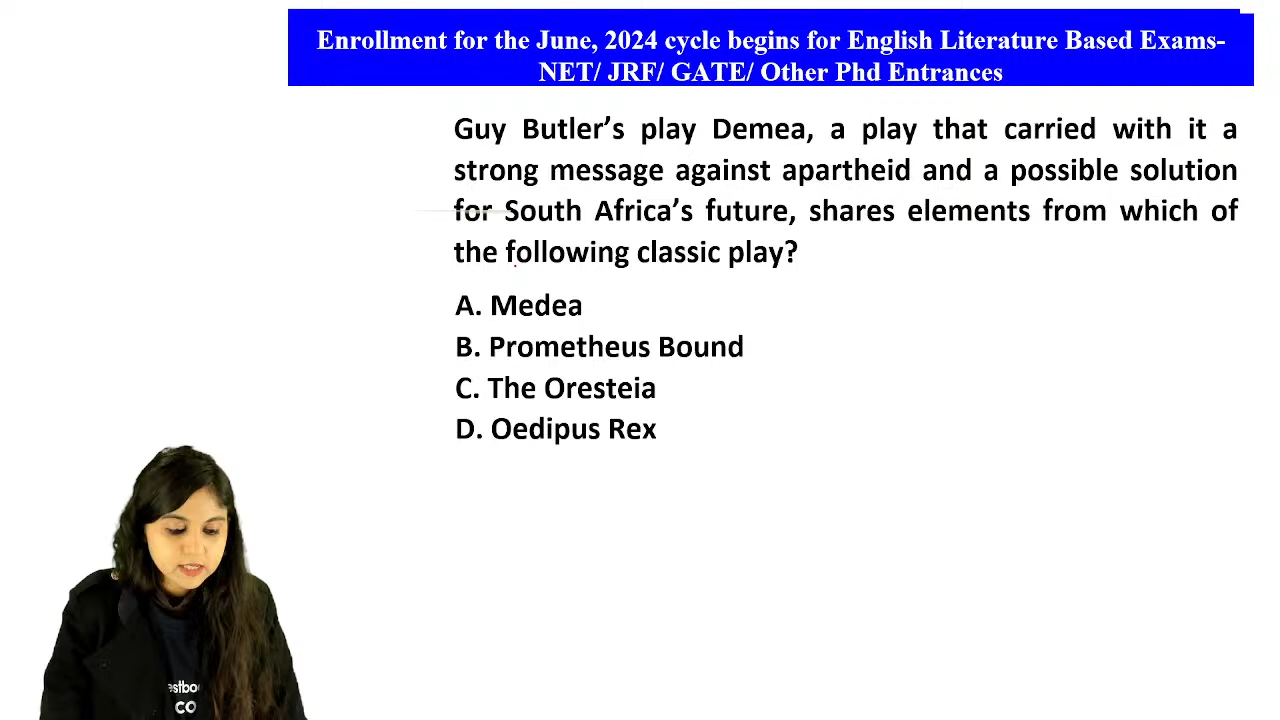 Enrollment for the June, 2024 cycle begins for English Literature Based Exams-
NET/ JRF/ GATE/ Other Phd Entrances
Guy Butler’s play Demea, a play that carried with it a
strong message against apartheid and a possible solution
for South Africa’s future, shares elements from which of
the following classic play?
A. Medea
B. Prometheus Bound
C. The Oresteia
D. Oedipus Rex